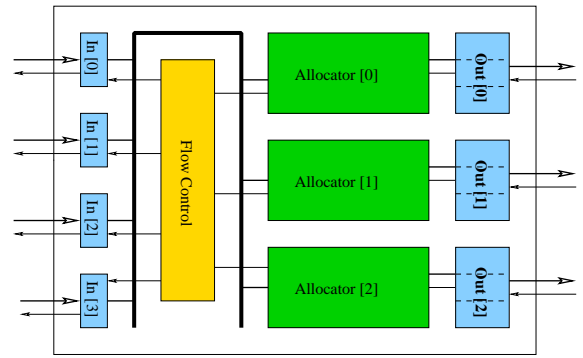 In [0]
In [1]
In [2]
In [3]
Flow Control
Allocator [0]
Allocator [1]
Allocator [2]
Out [0]
Out [1]
Out [2]